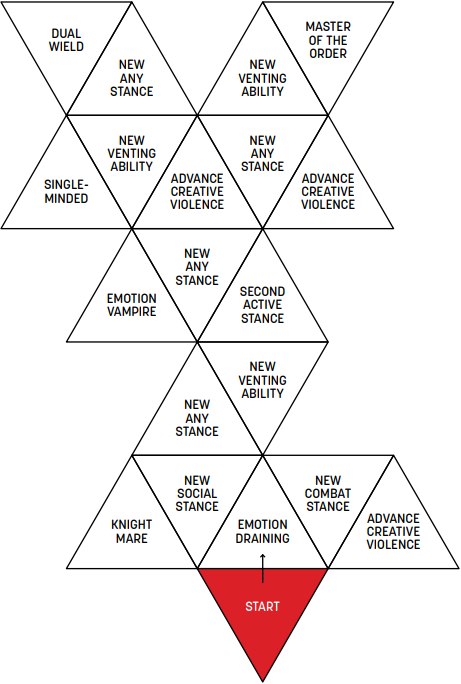 DUAL
WIELD
NEW
ANY
STANCE
NEW
VENTING
ABILITY
MASTER
OF THE
ORDER
SINGLE-
MINDED
NEW
VENTING
ABILITY
ADVANCE
CREATIVE
VIOLENCE
NEW
ANY
STANCE
ADVANCE
CREATIVE
VIOLENCE
EMOTION
VAMPIRE
NEW
ANY
STANCE
SECOND
ACTIVE
STANCE
NEW
ANY
STANCE
NEW
VENTING
ABILITY
KNIGHT
MARE
NEW
SOCIAL
STANCE
EMOTION
DRAINING
NEW
COMBAT
STANCE
ADVANCE
CREATIVE
VIOLENCE
START